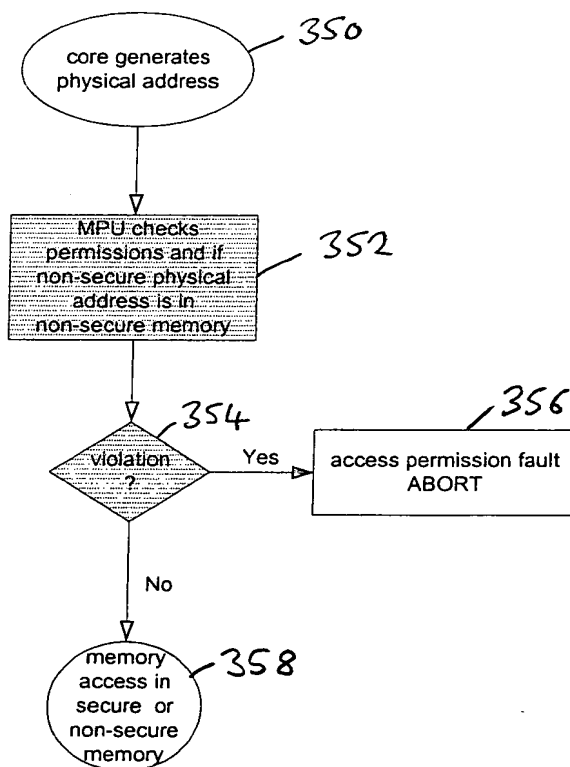 core generates
physical address
350
MPU checks
permissions and if
non-secure physical
address is in
non-secure memory
352
violation
?
354
Yes
access permission fault
ABORT
356
No
memory
access in
secure or
non-secure
memory
358